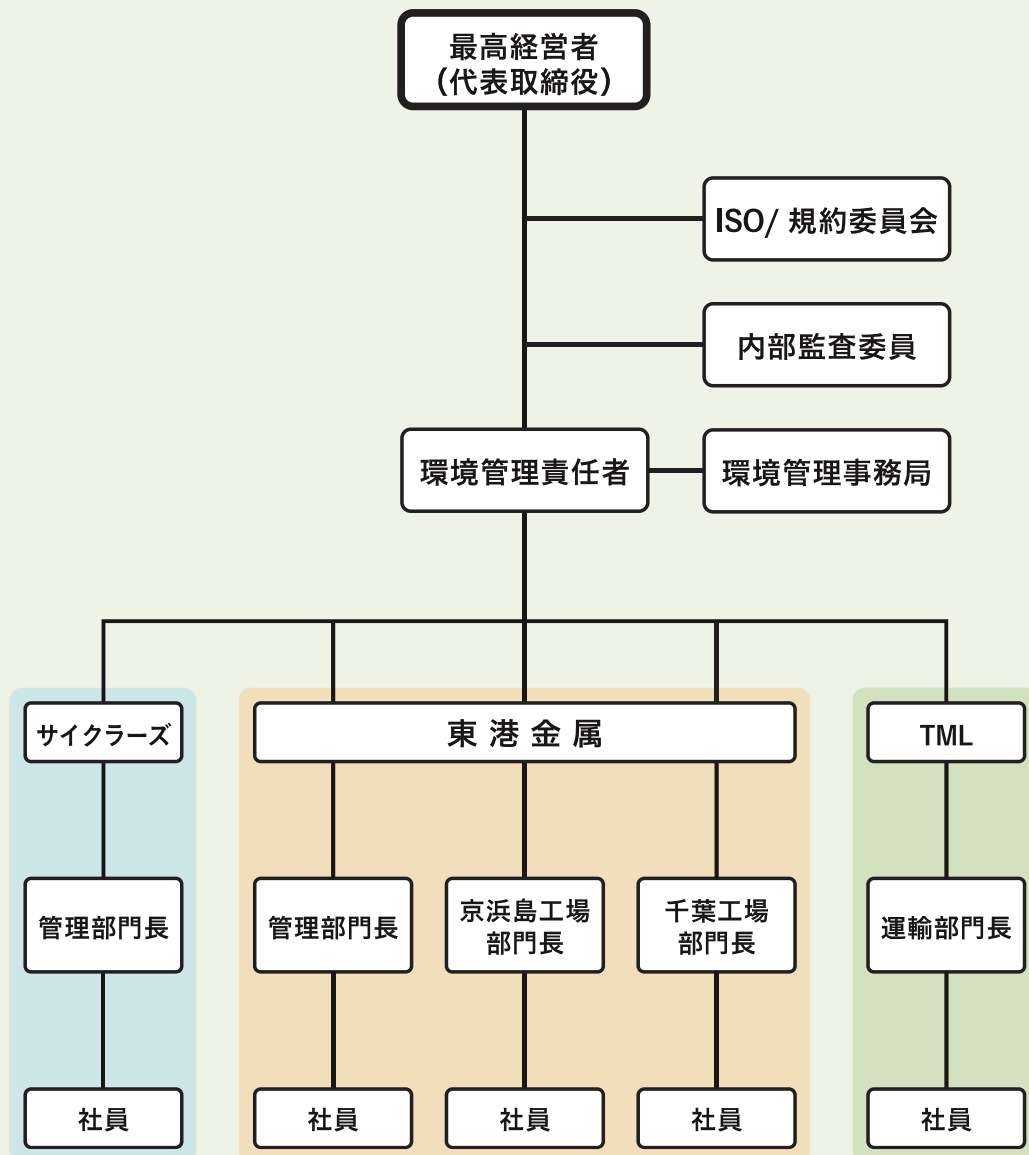 最高経営者
(代表取締役)
ISO/ 規約委員会
内部監査委員
環境管理責任者
環境管理事務局
サイクラーズ
東港金属
TML
管理部門長
管理部門長
京浜島工場
部門長
千葉工場
部門長
運輸部門長
社員
社員
社員
社員
社員